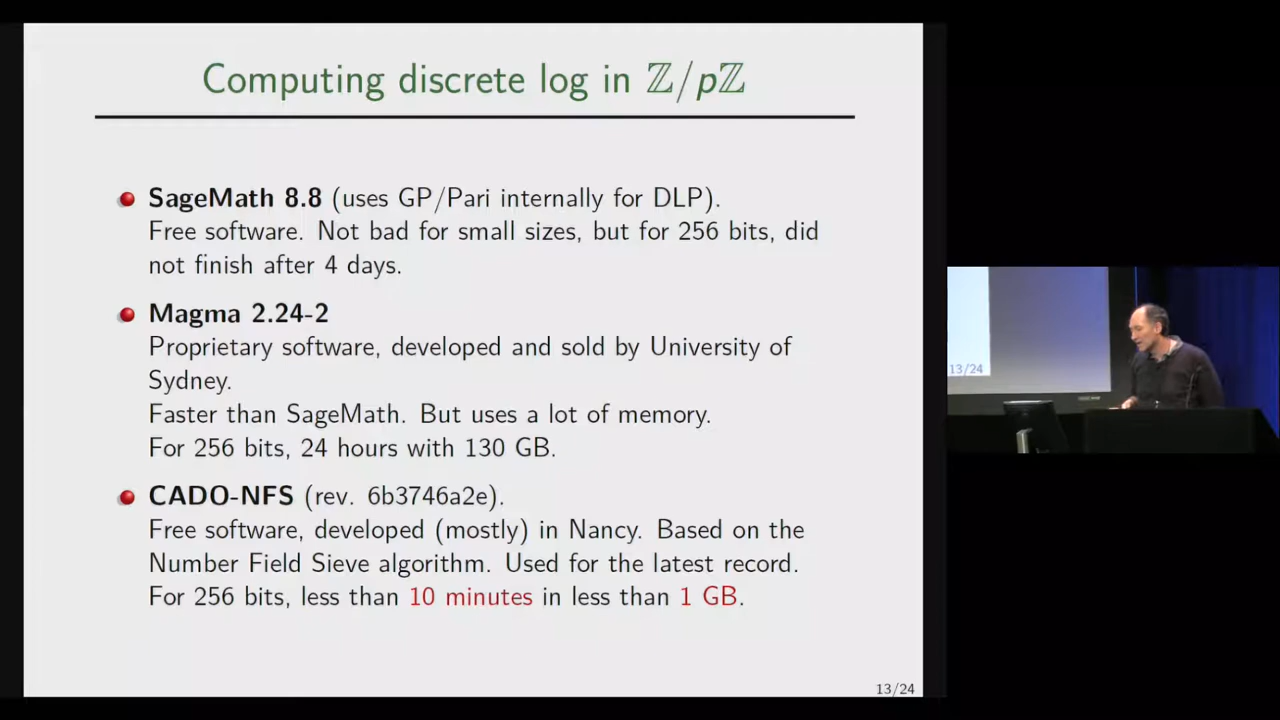 Computing discrete log in ℤ/pℤ
SageMath 8.8 (uses GP/Pari internally for DLP).
Free software. Not bad for small sizes, but for 256 bits, did
not finish after 4 days.
Magma 2.24-2
Proprietary software, developed and sold by University of
Sydney.
Faster than SageMath. But uses a lot of memory.
For 256 bits, 24 hours with 130 GB.
CADO-NFS (rev. 6b3746a2e).
Free software, developed (mostly) in Nancy. Based on the
Number Field Sieve algorithm. Used for the latest record.
For 256 bits, less than 10 minutes in less than 1 GB.
13/24
13/24